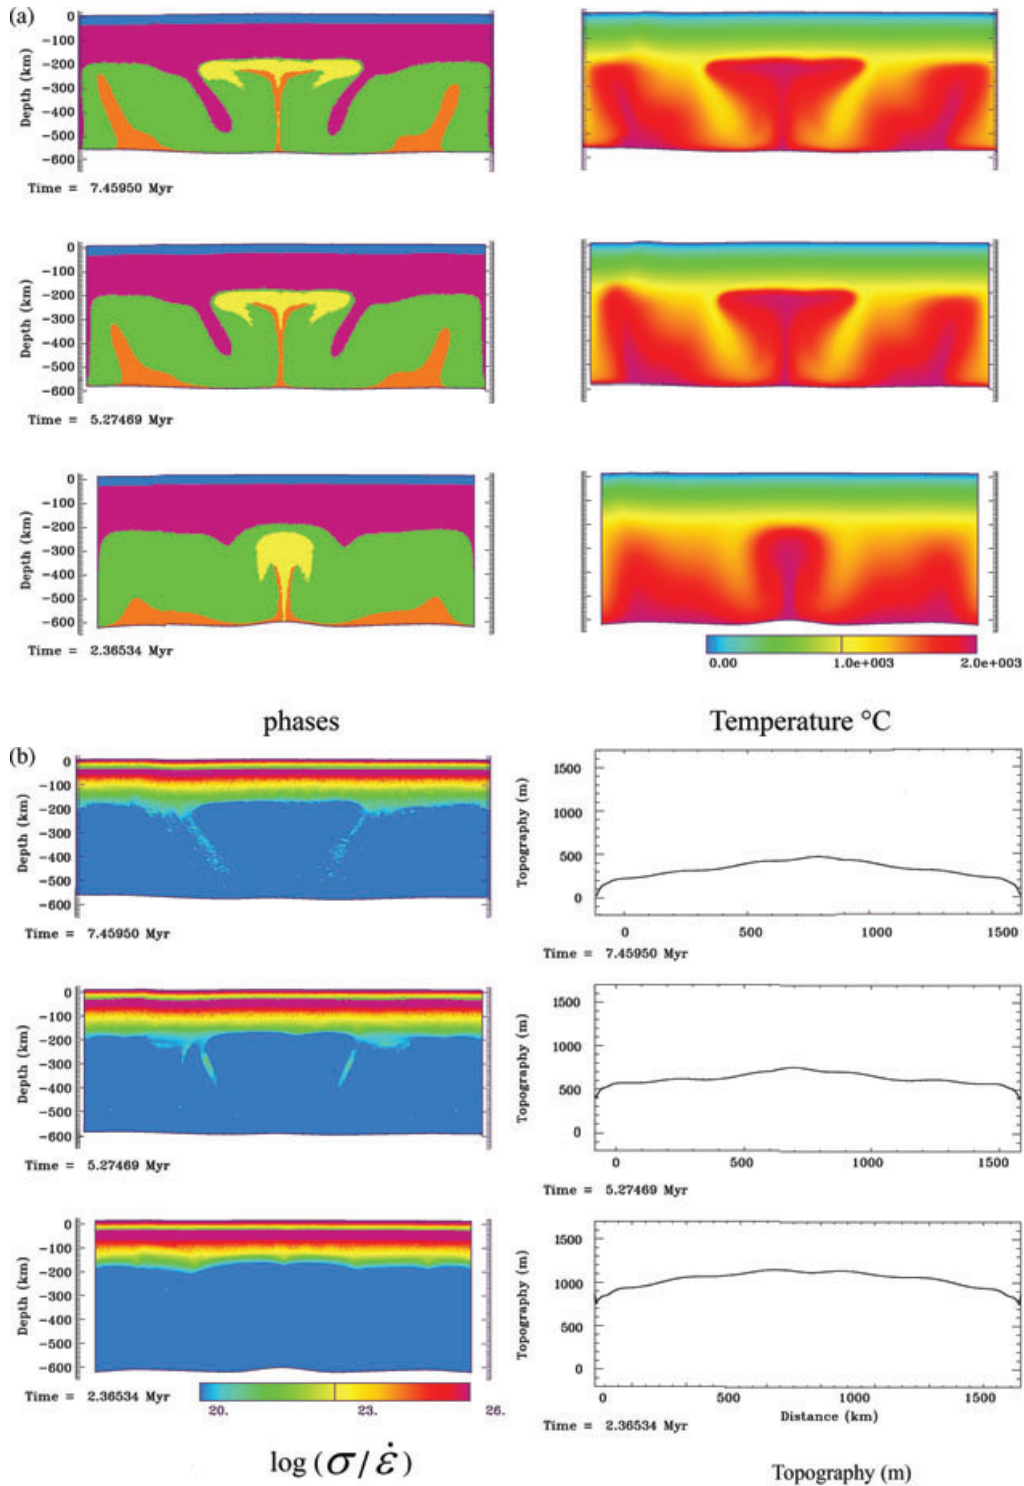 (a)
0
-100
-200
-300
-400
-500
-600
Depth (km)
Time = 7.45950 Myr
0
-100
-200
-300
-400
-500
-600
Depth (km)
Time = 5.27469 Myr
0
-100
-200
-300
-400
-500
-600
Depth (km)
Time = 2.36534 Myr
0.00 1.0e+003 2.0e+003
phases
Temperature °C
(b)
0
-100
-200
-300
-400
-500
-600
Depth (km)
Time = 7.45950 Myr
1500
1000
500
0
Topography (m)
0 500 1000 1500
Time = 7.45950 Myr
0
-100
-200
-300
-400
-500
-600
Depth (km)
Time = 5.27469 Myr
1500
1000
500
0
Topography (m)
0 500 1000 1500
Time = 5.27469 Myr
0
-100
-200
-300
-400
-500
-600
Depth (km)
Time = 2.36534 Myr
20. 23. 26.
1500
1000
500
0
Topography (m)
0 500 1000 1500
Distance (km)
Time = 2.36534 Myr
log (σ/ε̇)
Topography (m)